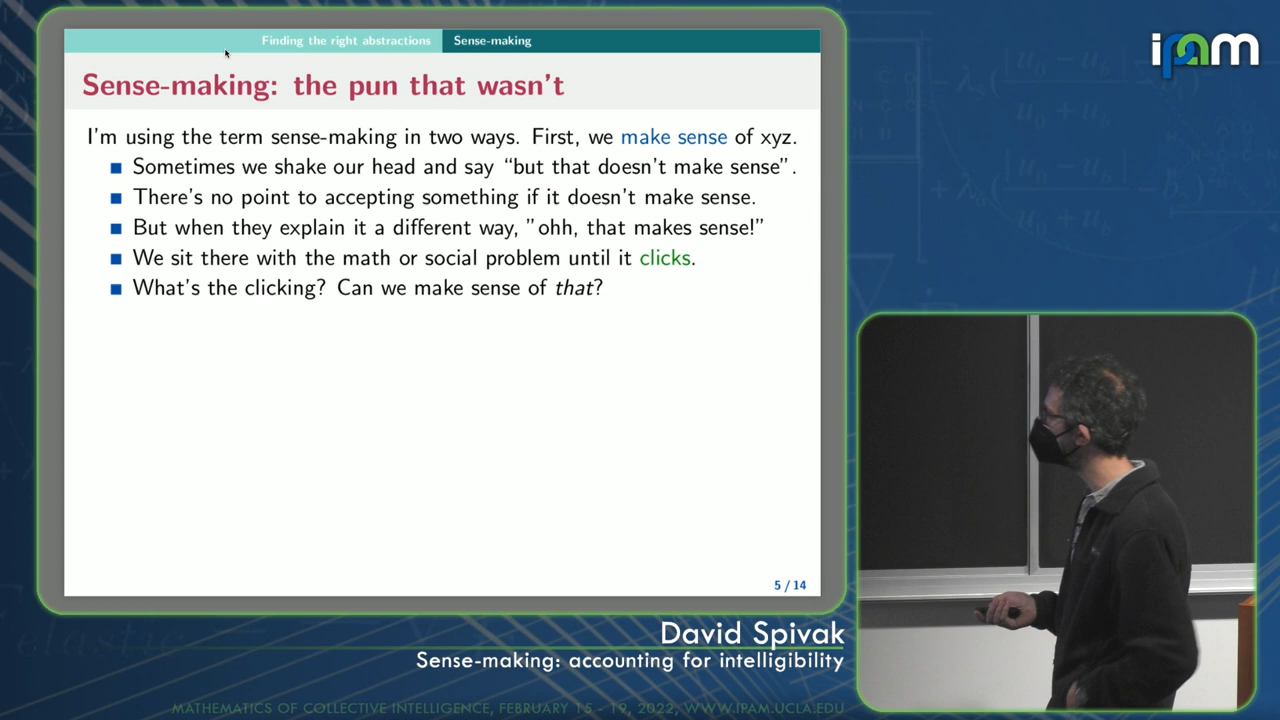 Finding the right abstractions Sense-making
ipam
Sense-making: the pun that wasn't
I'm using the term sense-making in two ways. First, we make sense of xyz.
Sometimes we shake our head and say “but that doesn't make sense”.
There's no point to accepting something if it doesn't make sense.
But when they explain it a different way, ”ohh, that makes sense!”
We sit there with the math or social problem until it clicks.
What's the clicking? Can we make sense of that?
5 / 14
David Spivak
Sense-making: accounting for intelligibility
MATHEMATICS OF COLLECTIVE INTELLIGENCE, FEBRUARY 15 - 19, 2022, WWW.IPAM.UCLA.EDU